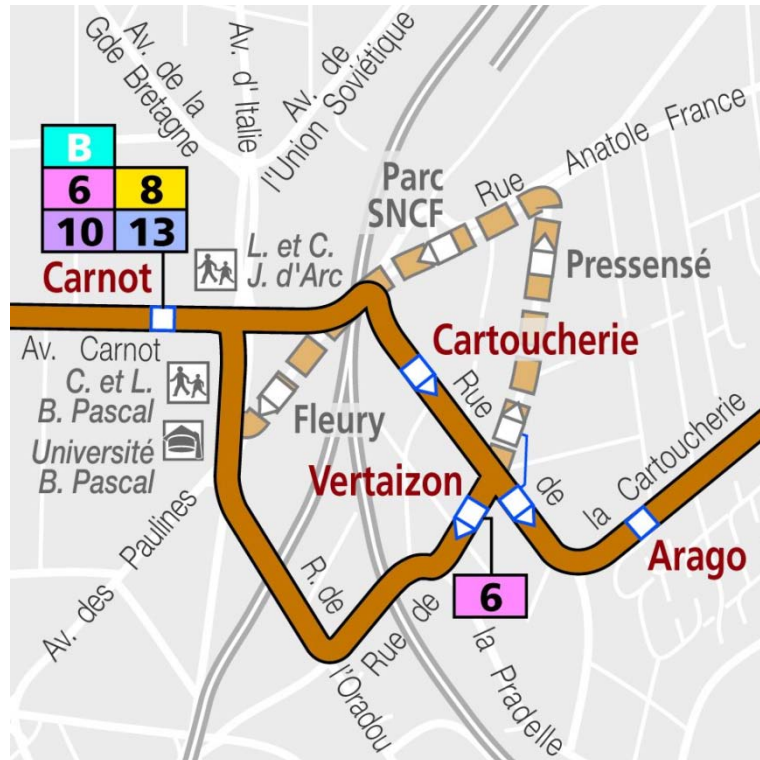 Av. de la
Gde Bretagne
Av. d'Italie
Av. de
l'Union Soviétique
B
6 8
10 13
Carnot
L. et C.
J. d'Arc
Parc
SNCF
Rue Anatole France
Pressensé
Av. Carnot
C. et L.
B. Pascal
Université
B. Pascal
Fleury
Cartoucherie
Rue de la Cartoucherie
Vertaizon
Arago
6
Av. des Paulines
R. de
l'Oradou
Rue de
la Pradelle